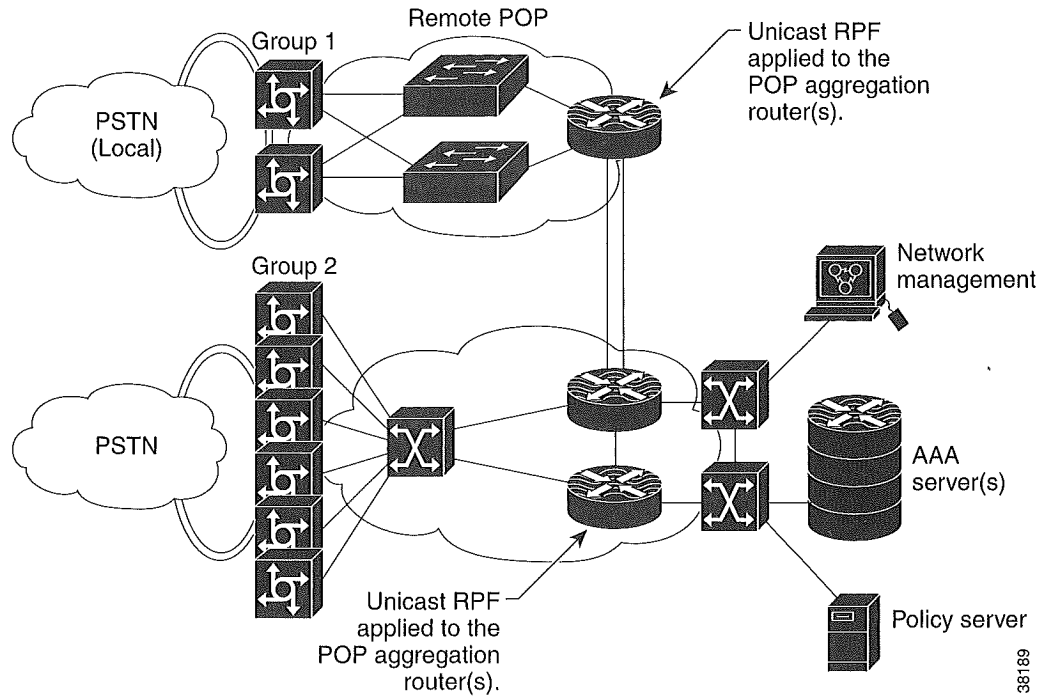 Remote POP
Group 1
Unicast RPF
applied to the
POP aggregation
router(s).
PSTN
(Local)
Group 2
Network
management
PSTN
AAA
server(s)
Unicast RPF
applied to the
POP aggregation
router(s).
Policy server
38189